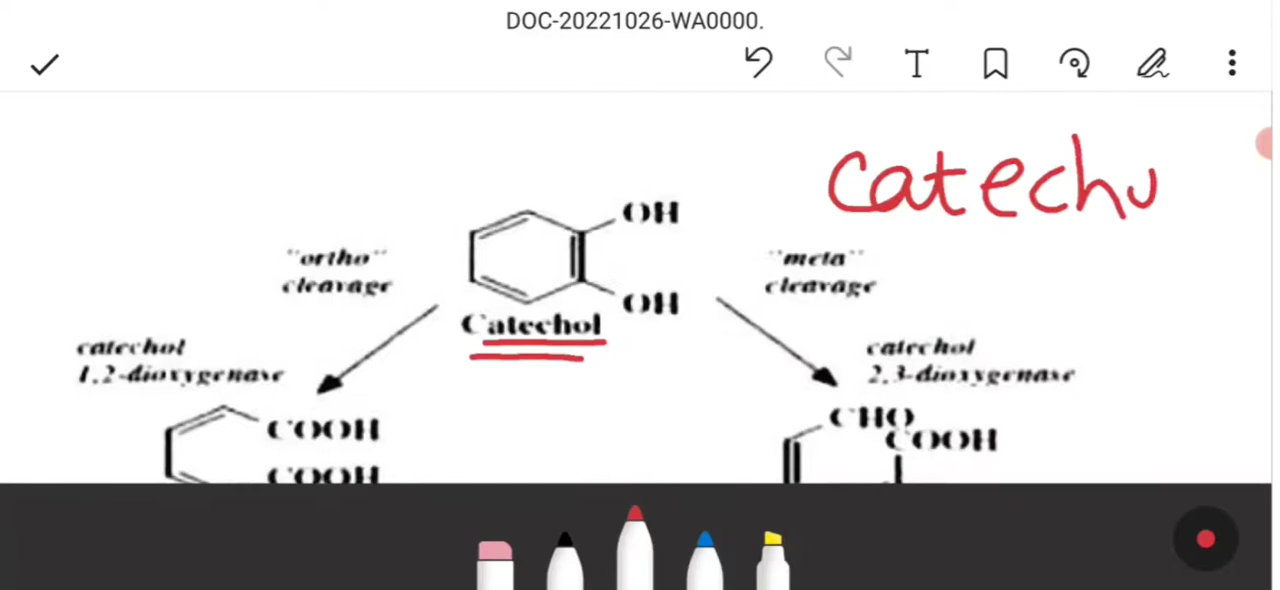 DOC-20221026-WA0000.
catechu
OH
"ortho"
cleavage
"meta"
cleavage
OH
Catechol
catechol
1,2-dioxygenase
catechol
2,3-dioxygenase
COOH
CHO
COOH
COOH